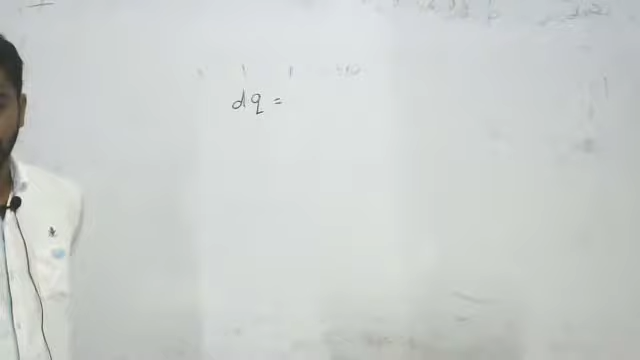 dq =